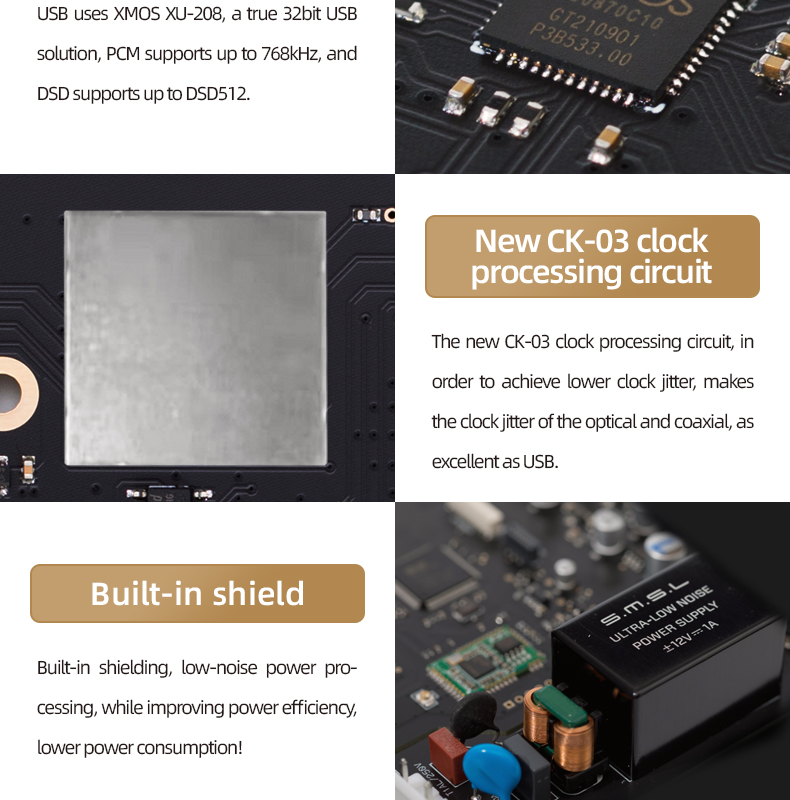 USB uses XMOS XU-208, a true 32bit USB
solution, PCM supports up to 768kHz, and
DSD supports up to DSD512.
GT210901
P3B533.00
New CK-03 clock
processing circuit
The new CK-03 clock processing circuit, in
order to achieve lower clock jitter, makes
the clock jitter of the optical and coaxial, as
excellent as USB.
Built-in shield
Built-in shielding, low-noise power pro-
cessing, while improving power efficiency,
lower power consumption!
S.M.S.L
ULTRA-LOW NOISE
POWER SUPPLY
±12V⎓1A
T1AL/250V